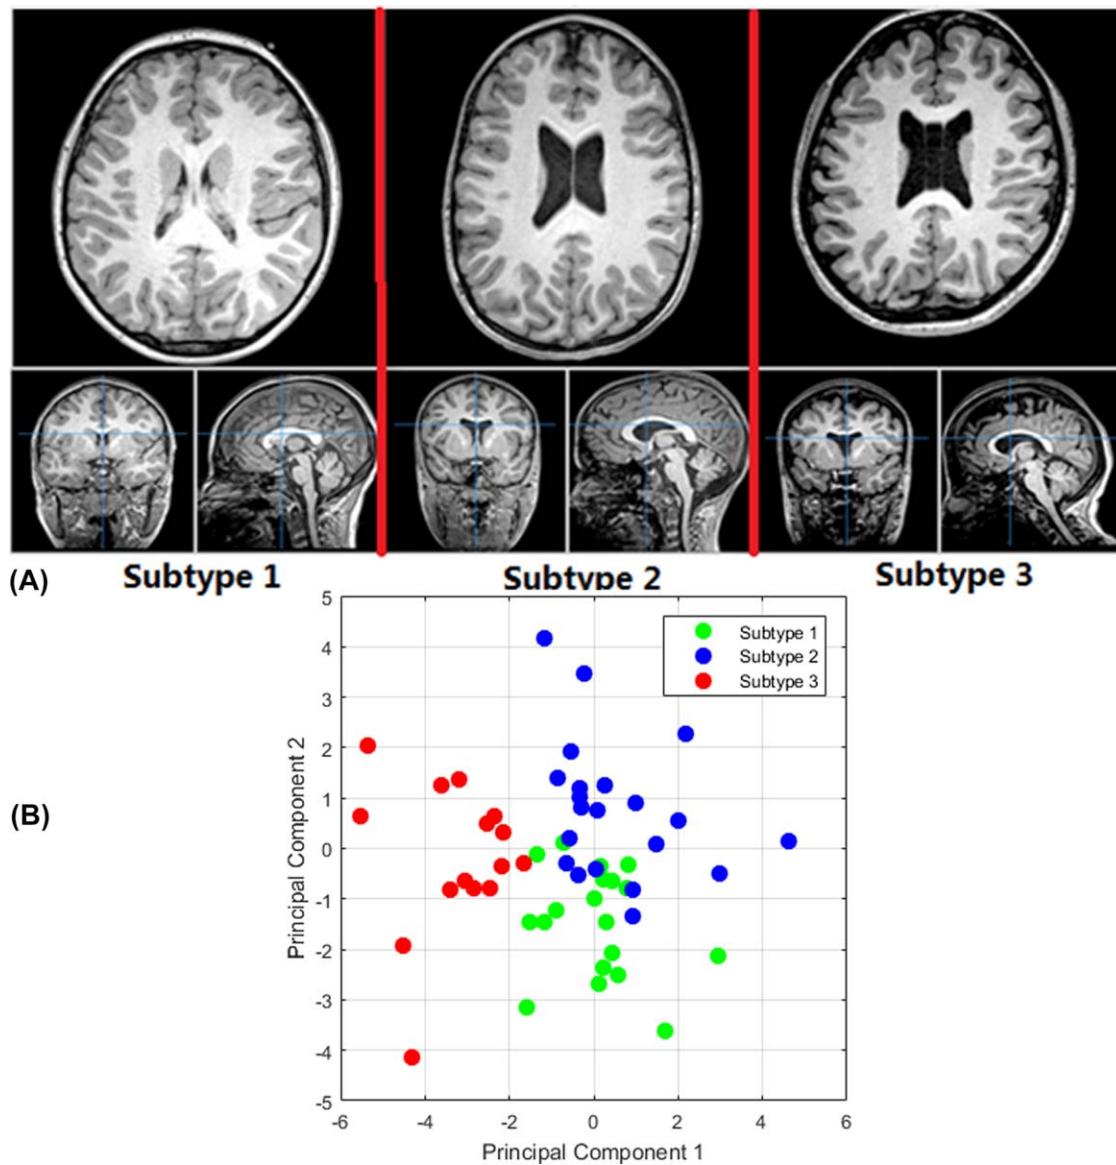 Subtype 1
Subtype 2
Subtype 3
(A)
5
4
3
2
1
0
-1
-2
-3
-4
-5
Principal Component 2
Subtype 1
Subtype 2
Subtype 3
(B)
-6
-4
-2
0
2
4
6
Principal Component 1